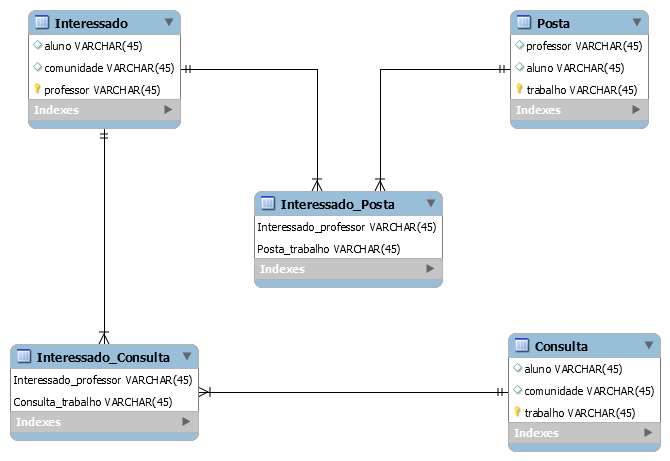 Interessado
aluno VARCHAR(45)
comunidade VARCHAR(45)
professor VARCHAR(45)
Indexes
Posta
professor VARCHAR(45)
aluno VARCHAR(45)
trabalho VARCHAR(45)
Indexes
Interessado_Posta
Interessado_professor VARCHAR(45)
Posta_trabalho VARCHAR(45)
Indexes
Interessado_Consulta
Interessado_professor VARCHAR(45)
Consulta_trabalho VARCHAR(45)
Indexes
Consulta
aluno VARCHAR(45)
comunidade VARCHAR(45)
trabalho VARCHAR(45)
Indexes